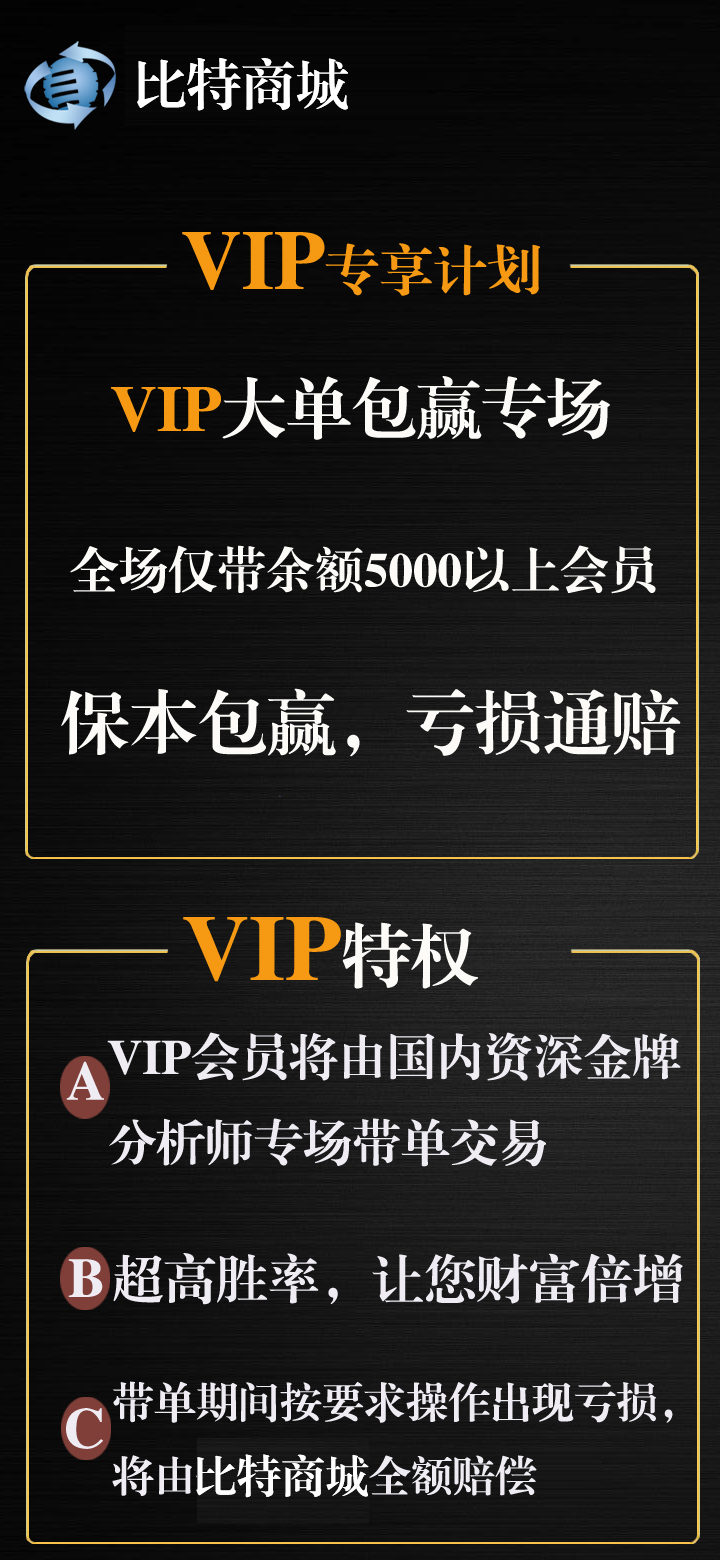 比特商城
VIP专享计划
VIP大单包赢专场
全场仅带余额5000以上会员
保本包赢，亏损通赔
VIP特权
A
VIP会员将由国内资深金牌
分析师专场带单交易
B
超高胜率，让您财富倍增
C
带单期间按要求操作出现亏损，
将由比特商城全额赔偿